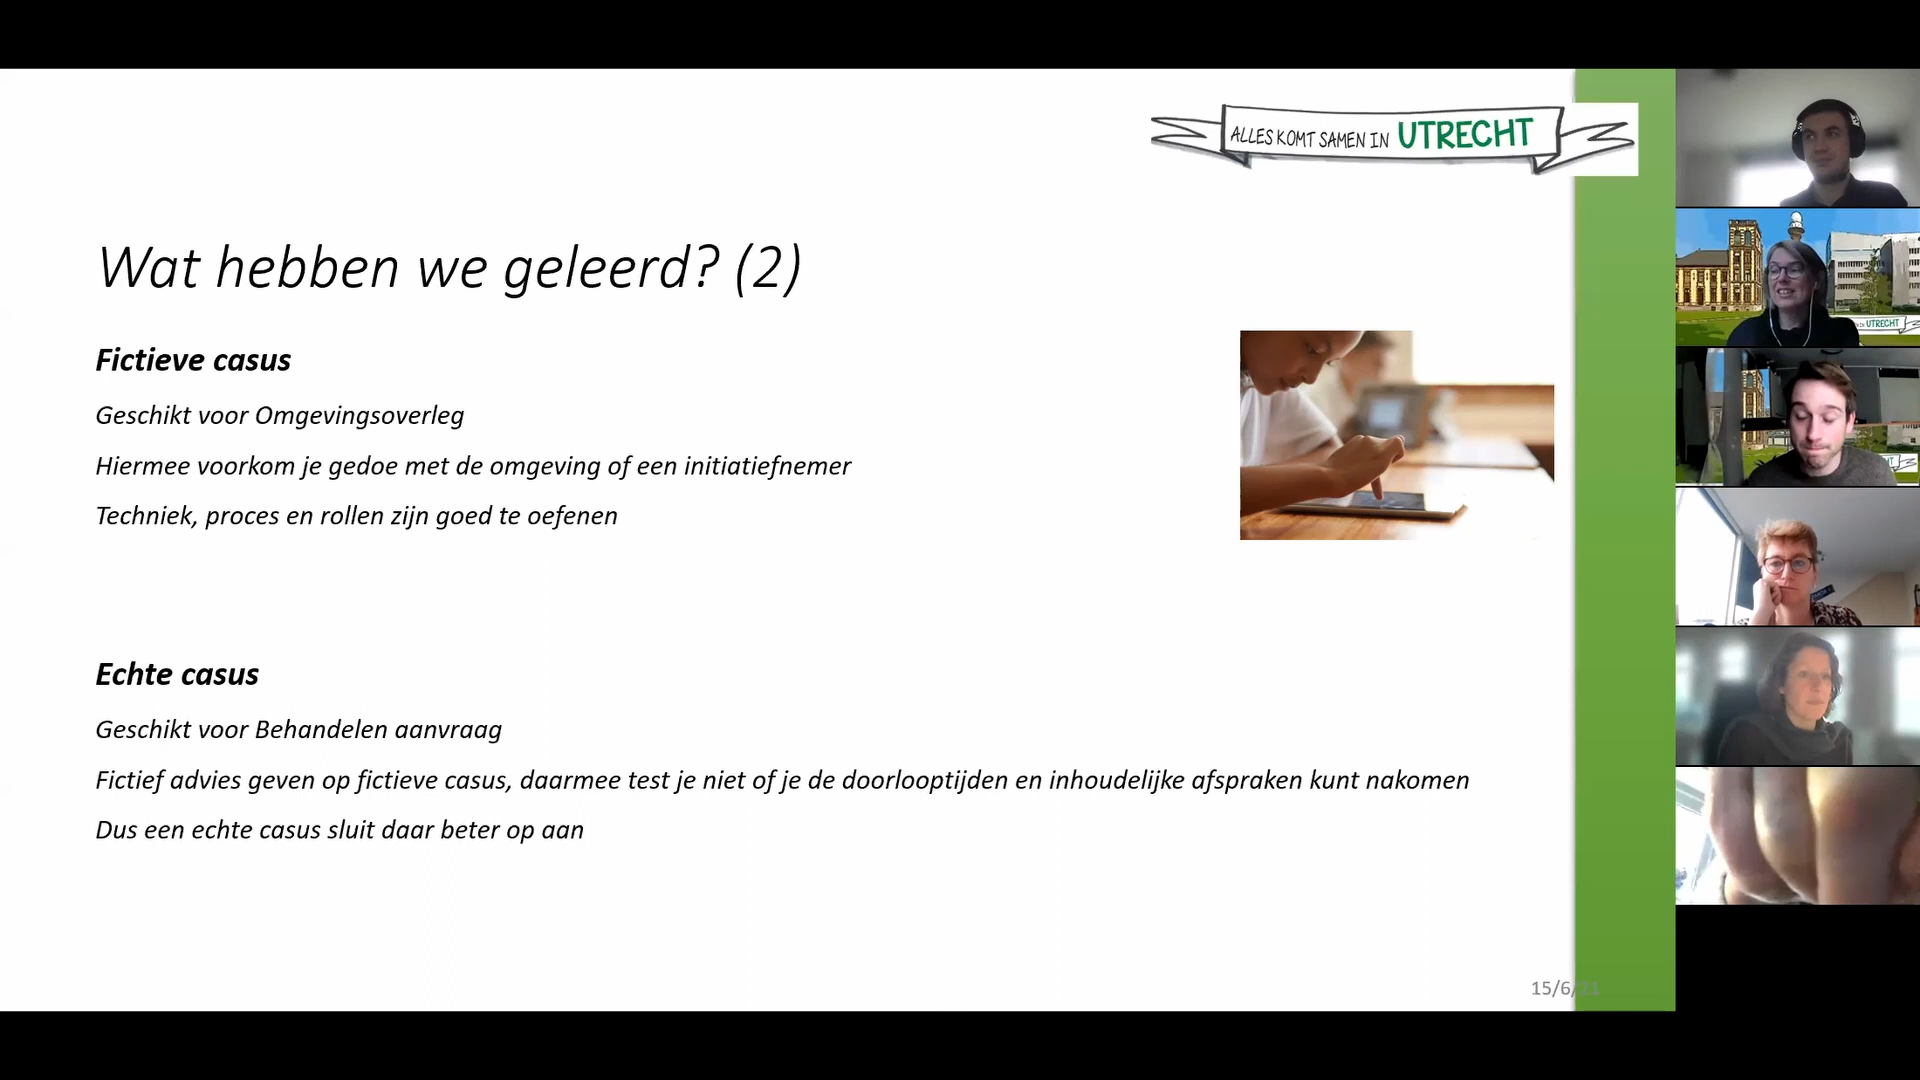 ALLES KOMT SAMEN IN UTRECHT
Wat hebben we geleerd? (2)
Fictieve casus
Geschikt voor Omgevingsoverleg
Hiermee voorkom je gedoe met de omgeving of een initiatiefnemer
Techniek, proces en rollen zijn goed te oefenen
Echte casus
Geschikt voor Behandelen aanvraag
Fictief advies geven op fictieve casus, daarmee test je niet of je de doorlooptijden en inhoudelijke afspraken kunt nakomen
Dus een echte casus sluit daar beter op aan
15/6/21
UTRECHT